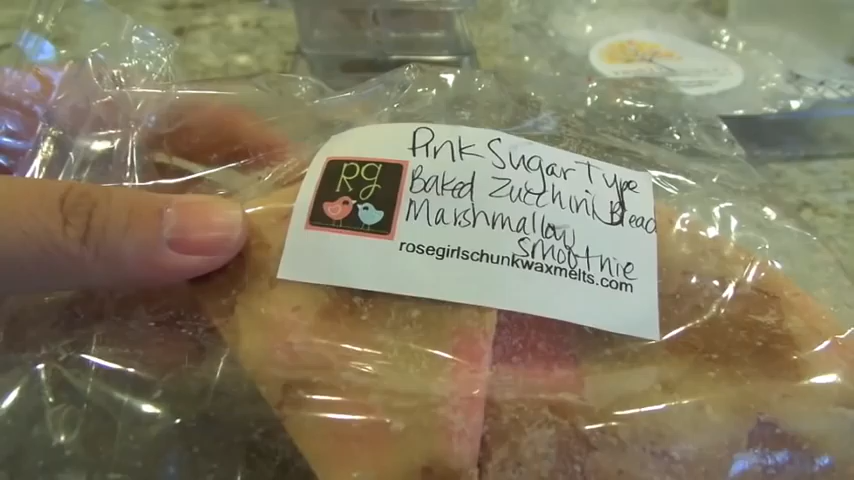 rg
Pink Sugar Type
Baked Zucchini Bread
Marshmallow
Smoothie
rosegirlschunkwaxmelts.com